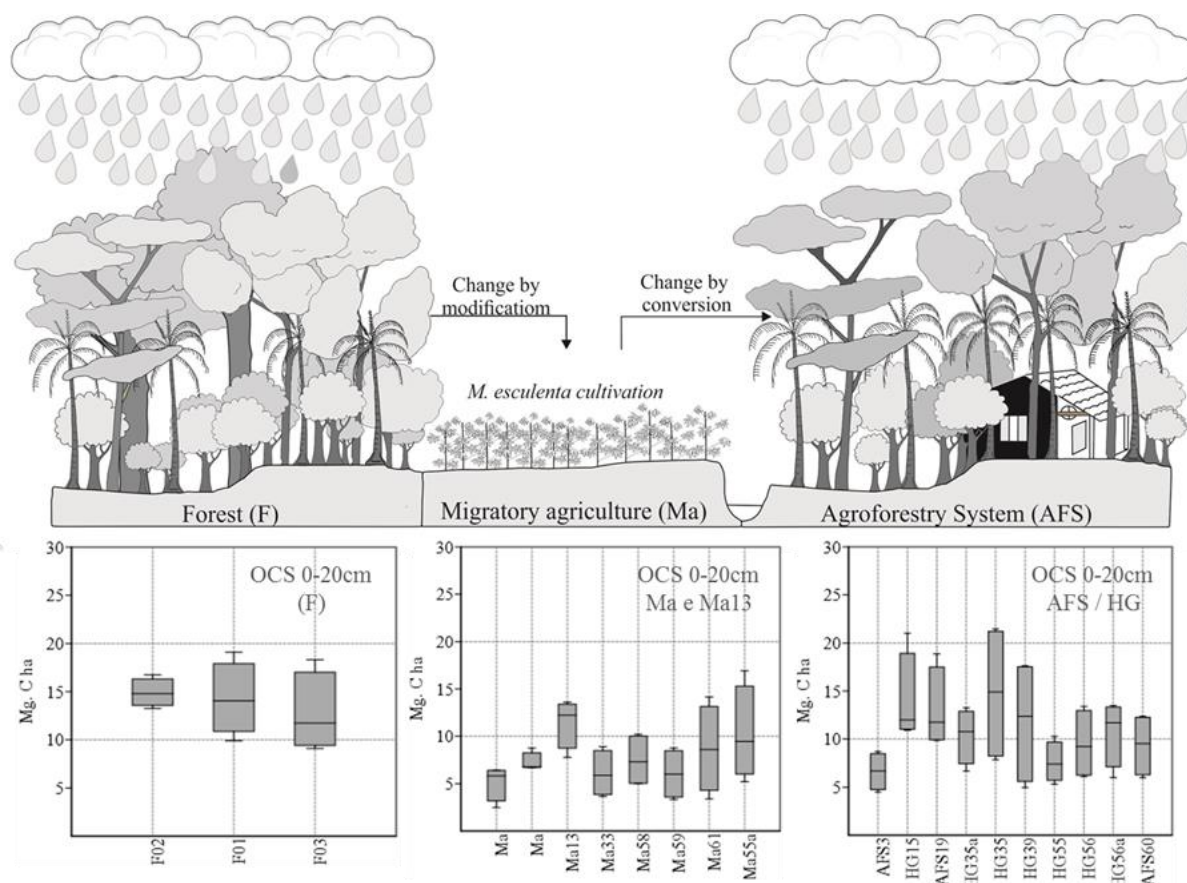 Change by
modificatiom
Change by
conversion
M. esculenta cultivation
Forest (F)
Migratory agriculture (Ma)
Agroforestry System (AFS)
30
25
20
15
10
5
Mg. C ha
OCS 0-20cm
(F)
F02
F01
F03
30
25
20
15
10
5
Mg. C ha
OCS 0-20cm
Ma e Ma13
Ma
Ma
Ma13
Ma33
Ma58
Ma59
Ma61
Ma55a
30
25
20
15
10
5
Mg. C ha
OCS 0-20cm
AFS / HG
AFS3
HG15
AFS19
HG35a
HG35
HG39
HG55
HG56
HG56a
AFS60